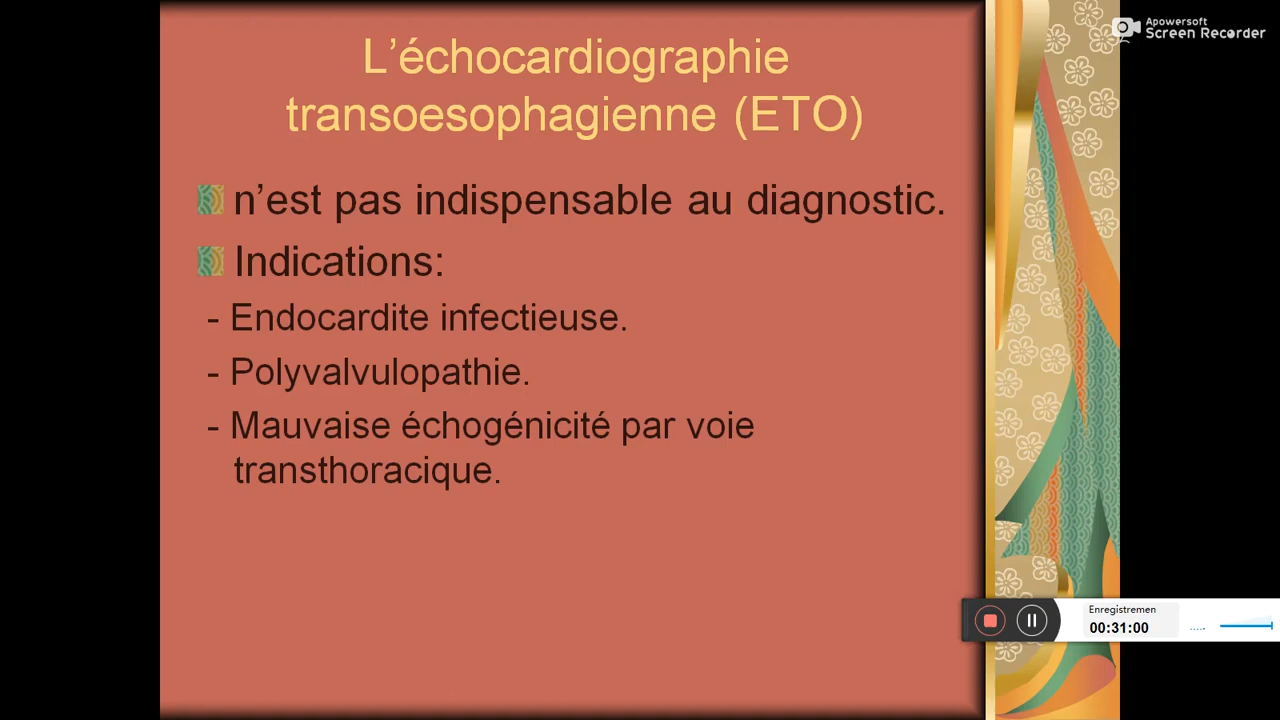 L’échocardiographie
transoesophagienne (ETO)
n’est pas indispensable au diagnostic.
Indications:
- Endocardite infectieuse.
- Polyvalvulopathie.
- Mauvaise échogénicité par voie
transthoracique.
Apowersoft
Screen Recorder
Enregistremen
00:31:00